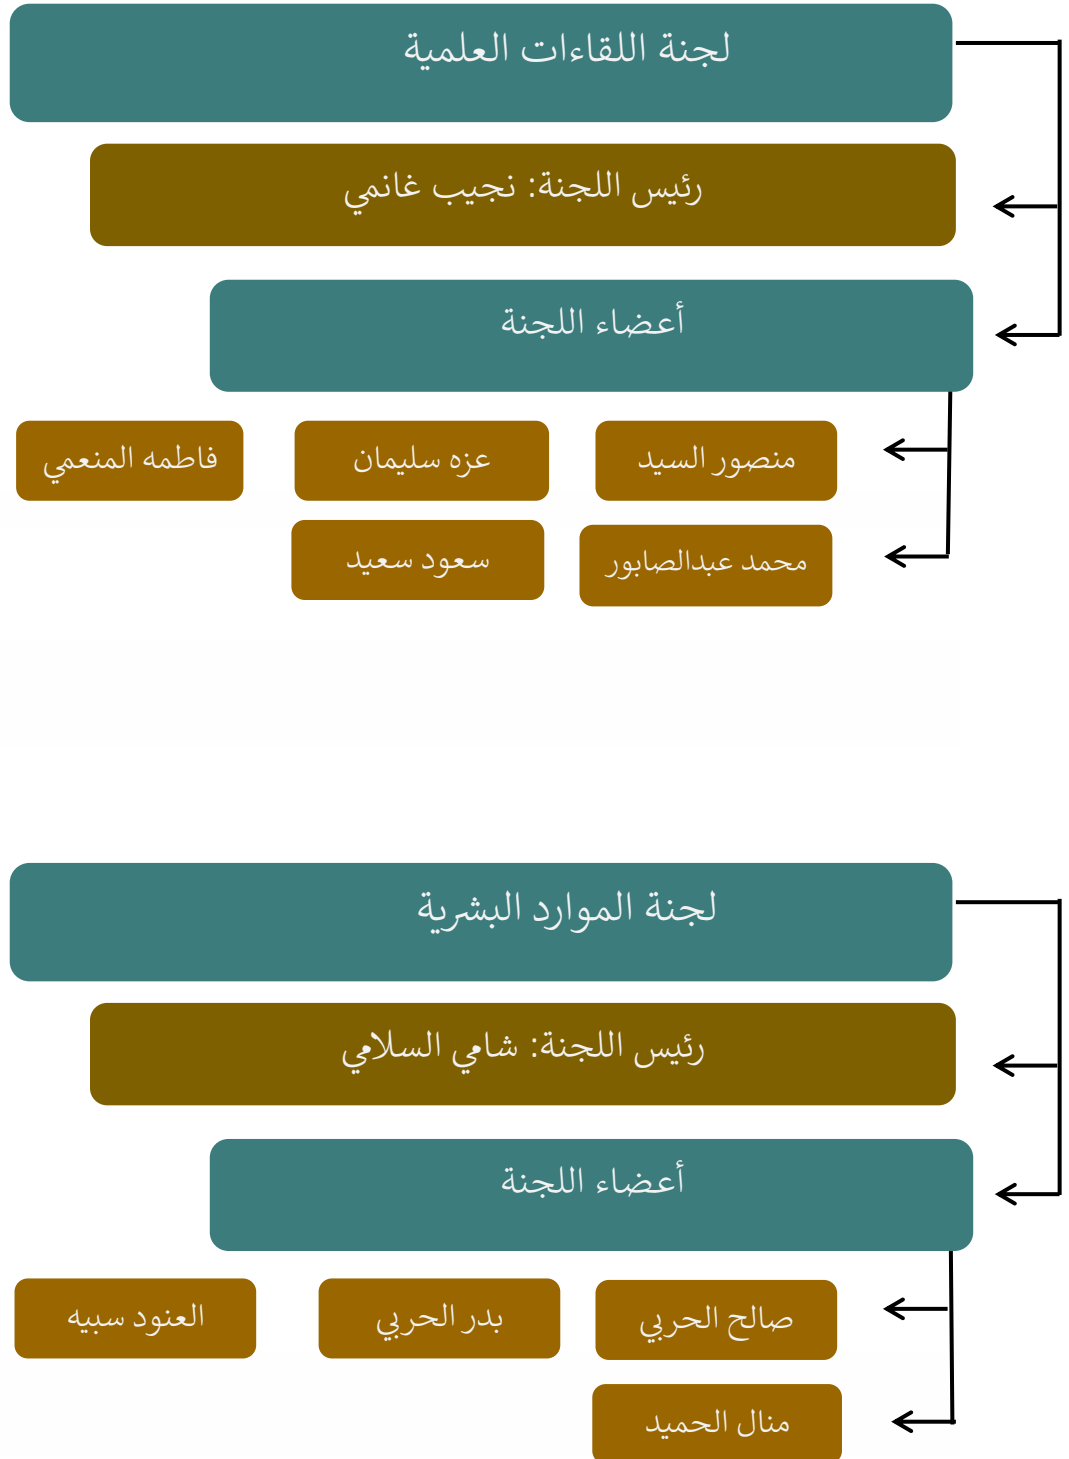 لجنة اللقاءات العلمية
رئيس اللجنة: نجيب غانمي
أعضاء اللجنة
منصور السيد
عزه سليمان
فاطمه المنعمي
محمد عبدالصابور
سعود سعيد
لجنة الموارد البشرية
رئيس اللجنة: شامي السلامي
أعضاء اللجنة
صالح الحربي
بدر الحربي
العنود سبيه
منال الحميد